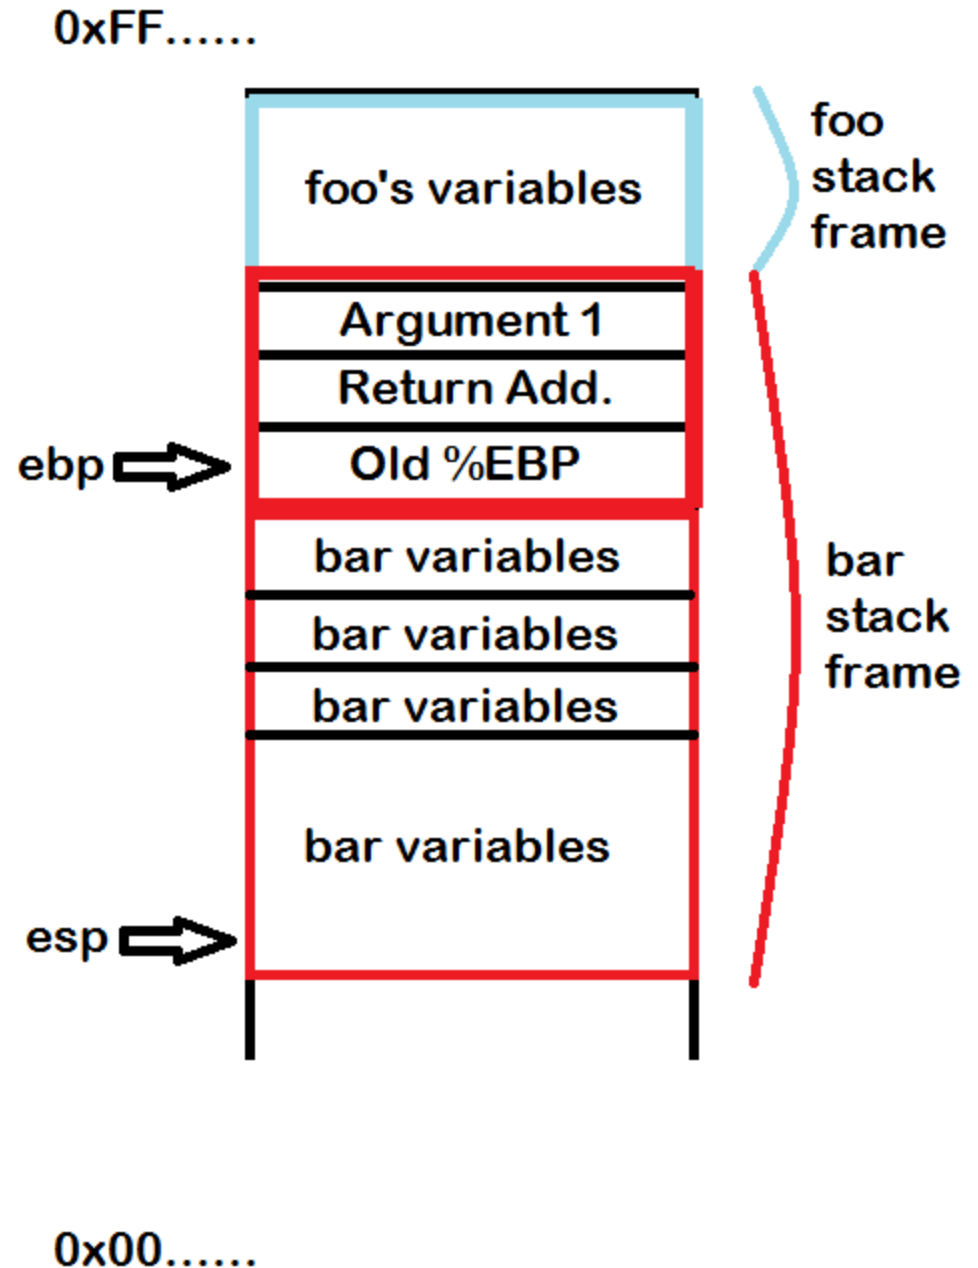 0xFF......
foo
stack
frame
foo's variables
Argument 1
Return Add.
ebp
Old %EBP
bar variables
bar variables
bar variables
bar
stack
frame
bar variables
esp
0x00......